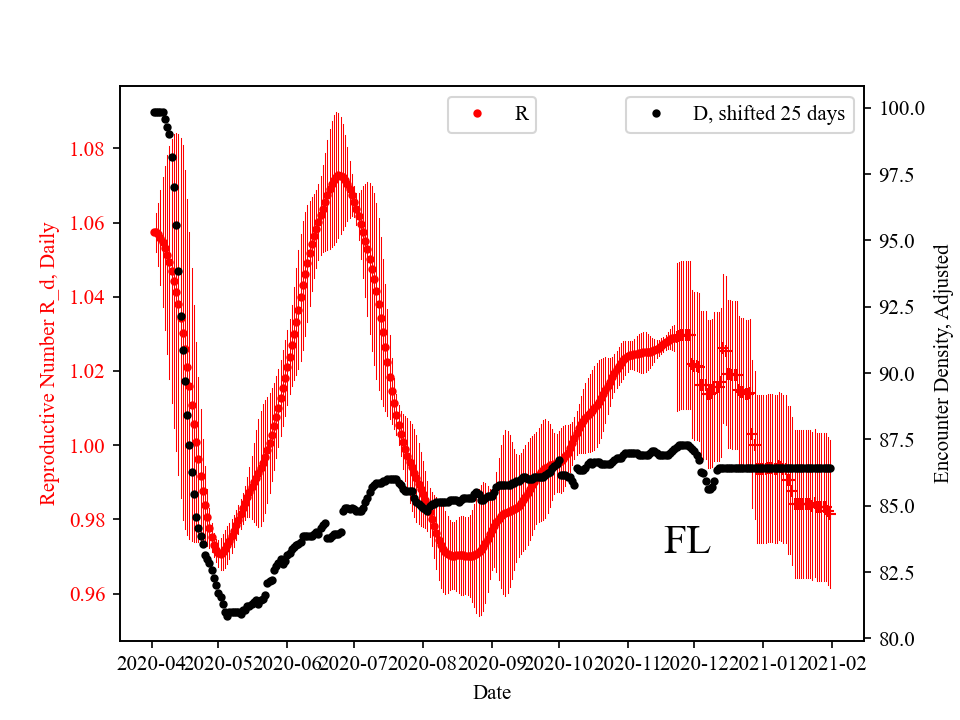 R
D, shifted 25 days
1.08
1.06
1.04
1.02
1.00
0.98
0.96
Reproductive Number R_d, Daily
100.0
97.5
95.0
92.5
90.0
87.5
85.0
82.5
80.0
Encounter Density, Adjusted
FL
2020-04 2020-05 2020-06 2020-07 2020-08 2020-09 2020-10 2020-11 2020-12 2021-01 2021-02
Date